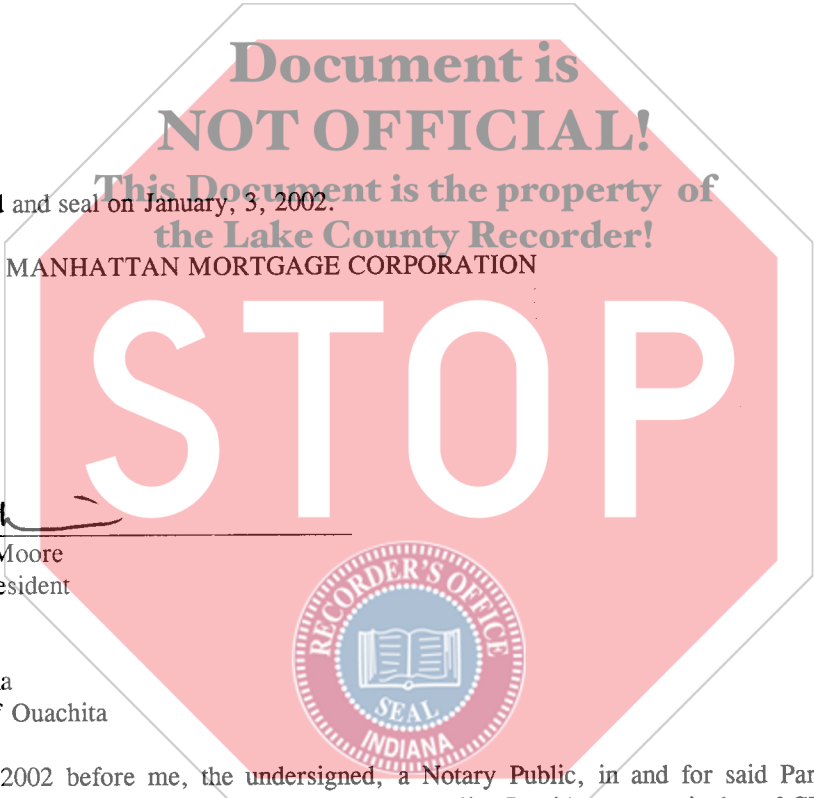 Document is
NOT OFFICIAL!
This Document is the property of
and seal on January, 3, 2002.
the Lake County Recorder!
MANHATTAN MORTGAGE CORPORATION
STOP
Moore
esident
RECORDER'S OFFICE
a
Ouachita
SEAL
INDIANA
2002 before me, the undersigned, a Notary Public, in and for said Par